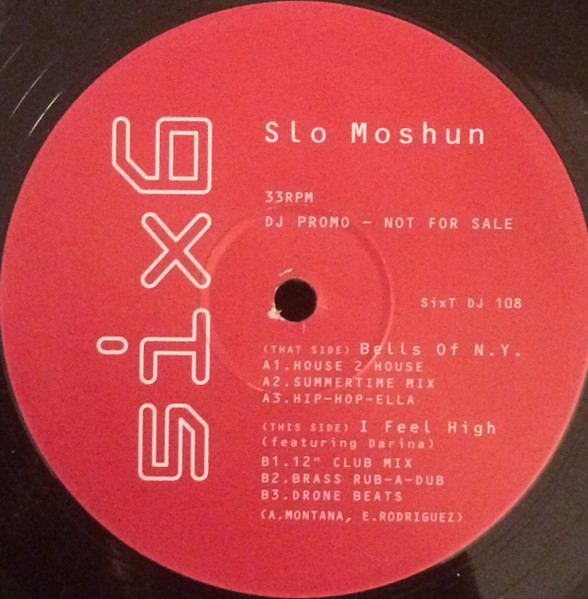 six6
Slo Moshun
33RPM
DJ PROMO - NOT FOR SALE
SixT DJ 108
(THAT SIDE) Bells Of N.Y.
A1.HOUSE 2 HOUSE
A2.SUMMERTIME MIX
A3.HIP-HOP-ELLA
(THIS SIDE) I Feel High
(featuring Darina)
B1.12" CLUB MIX
B2.BRASS RUB-A-DUB
B3.DRONE BEATS
(A.MONTANA, E.RODRIGUEZ)